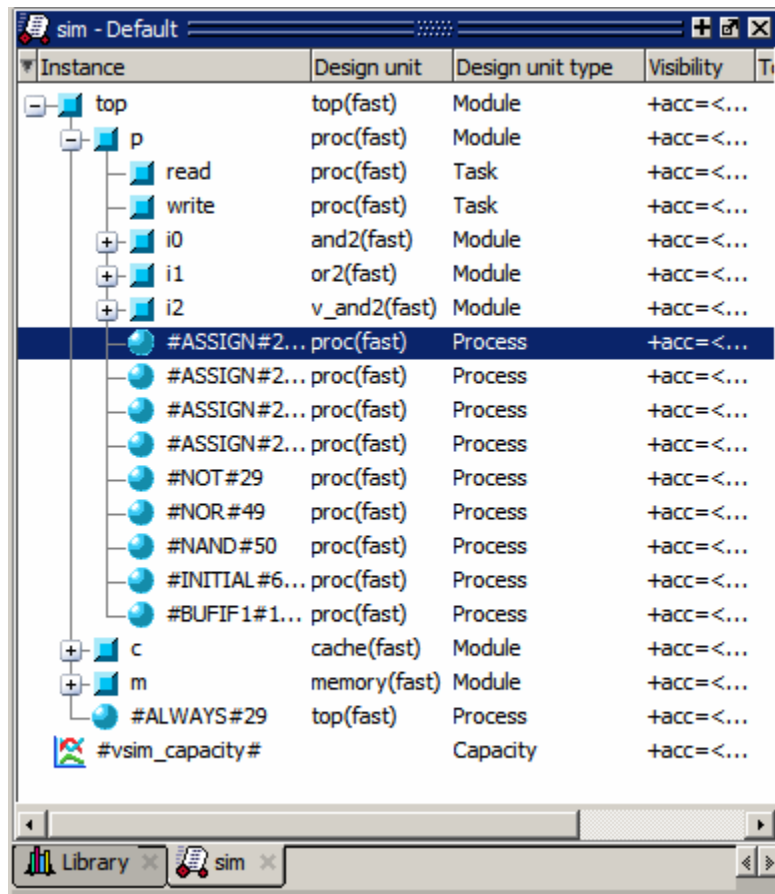 sim - Default
Instance Design unit Design unit type Visibility
top top(fast) Module +acc=<...
p proc(fast) Module +acc=<...
read proc(fast) Task +acc=<...
write proc(fast) Task +acc=<...
i0 and2(fast) Module +acc=<...
i1 or2(fast) Module +acc=<...
i2 v_and2(fast) Module +acc=<...
#ASSIGN#2... proc(fast) Process +acc=<...
#ASSIGN#2... proc(fast) Process +acc=<...
#ASSIGN#2... proc(fast) Process +acc=<...
#ASSIGN#2... proc(fast) Process +acc=<...
#NOT#29 proc(fast) Process +acc=<...
#NOR#49 proc(fast) Process +acc=<...
#NAND#50 proc(fast) Process +acc=<...
#INITIAL#6... proc(fast) Process +acc=<...
#BUFIF1#1... proc(fast) Process +acc=<...
c cache(fast) Module +acc=<...
m memory(fast) Module +acc=<...
#ALWAYS#29 top(fast) Process +acc=<...
#vsim_capacity# Capacity +acc=<...
Library sim